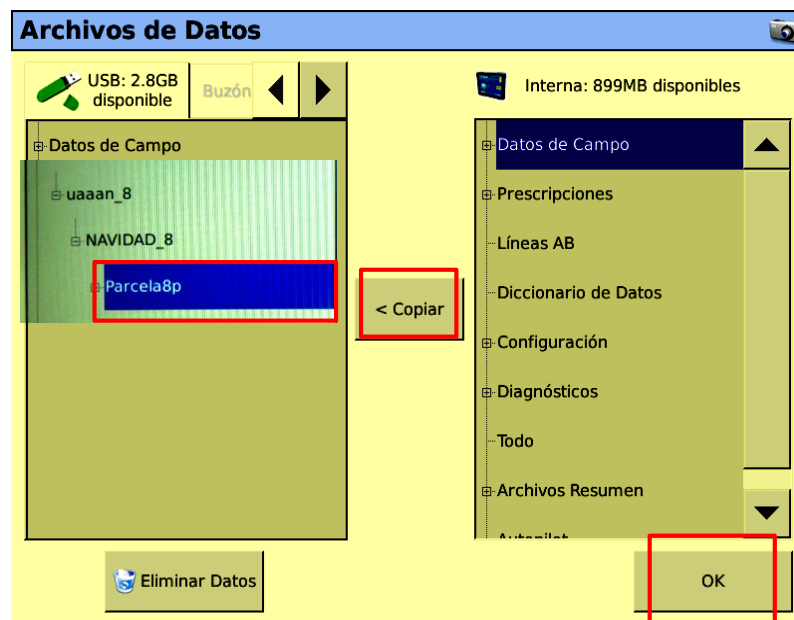 Archivos de Datos
USB: 2.8GB
disponible
Buzón
Interna: 899MB disponibles
Datos de Campo
uaaan_8
NAVIDAD_8
Parcela8p
< Copiar
Datos de Campo
Prescripciones
Líneas AB
Diccionario de Datos
Configuración
Diagnósticos
Todo
Archivos Resumen
Autopilot
Eliminar Datos
OK